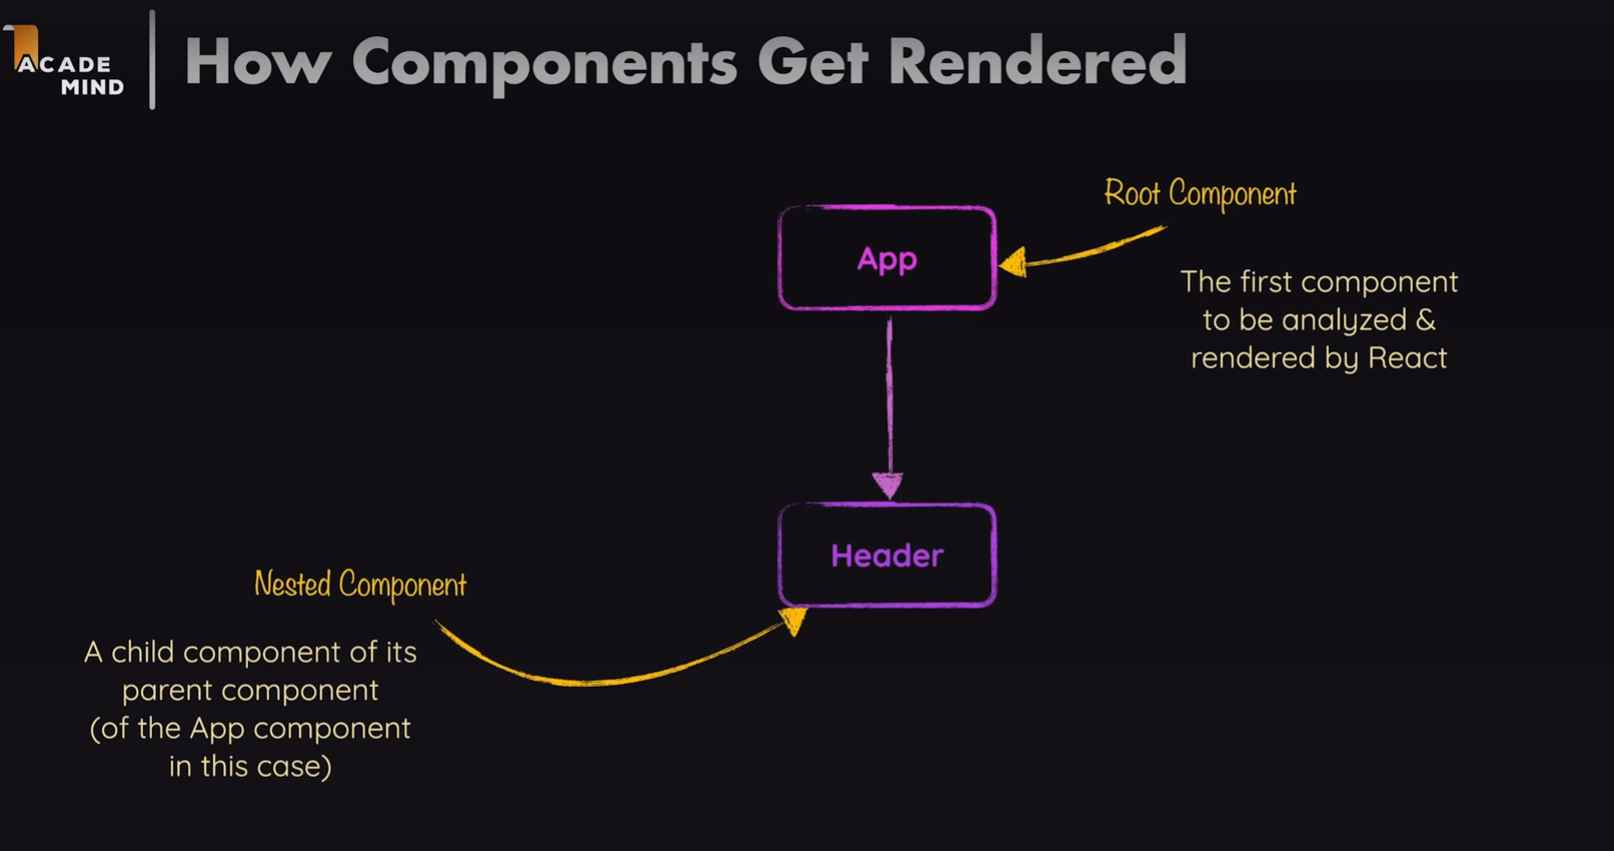 ACADE
MIND
How Components Get Rendered
Root Component
App
The first component
to be analyzed &
rendered by React
Header
Nested Component
A child component of its
parent component
(of the App component
in this case)